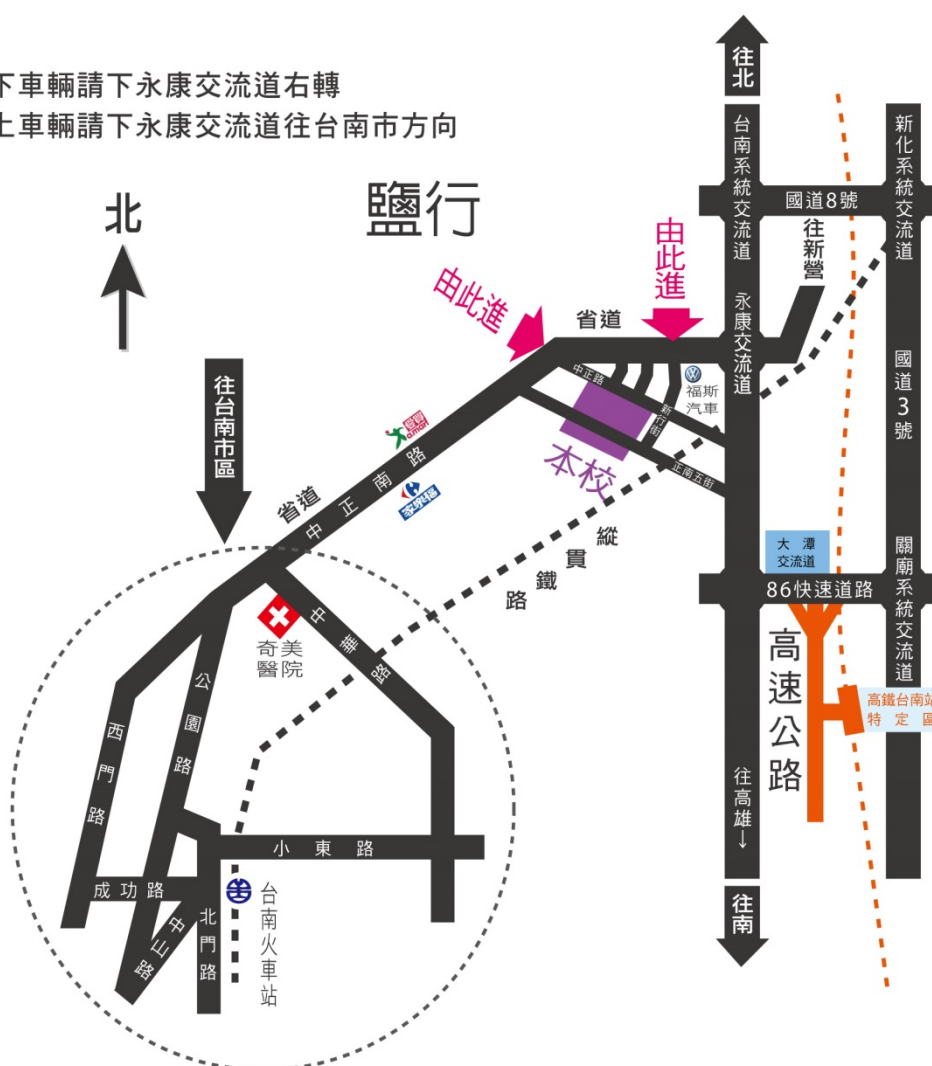 下車輛請下永康交流道右轉
上車輛請下永康交流道往台南市方向
往北
北
鹽行
台南系統交流道
新化系統交流道
國道8號
往新營
由此進
由此進
省道
永康交流道
國道3號
中正路
福斯
汽車
新行街
往台南市區
愛買
a.mart
本校
正南五街
家樂福
省道
中正南路
縱貫鐵路
大潭
交流道
關廟系統交流道
86快速道路
中華路
奇美
醫院
高速公路
公園路
高鐵台南站
特定區
西門路
往高雄↓
小東路
成功路
台南火車站
北門路
中山路
往南